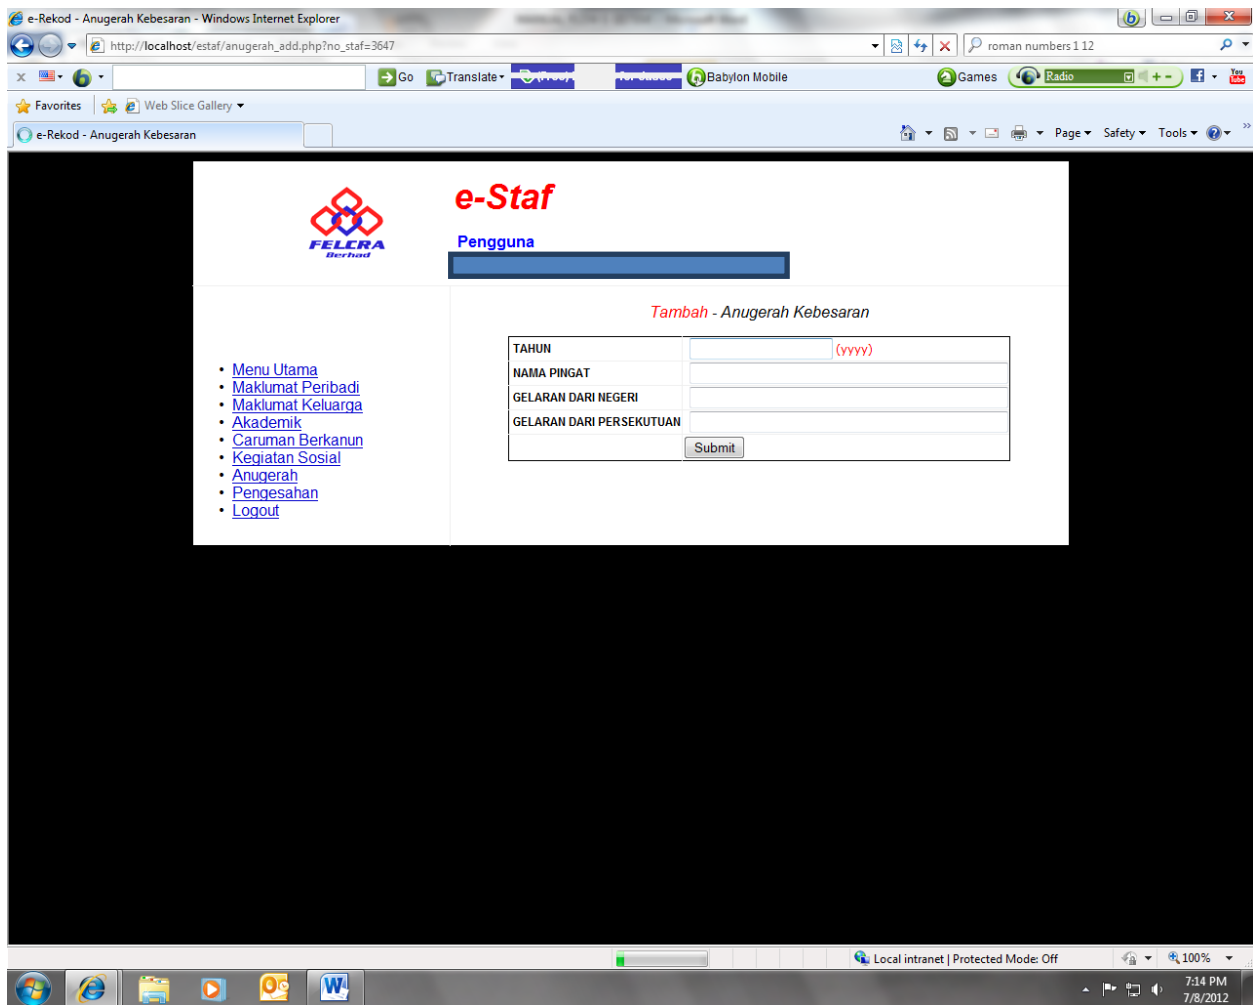 e-Rekod - Anugerah Kebesaran - Windows Internet Explorer
http://localhost/estaf/anugerah_add.php?no_staf=3647
roman numbers 1 12
x
Go
Translate
Babylon Mobile
Games
Radio
You Tube
Favorites
Web Slice Gallery
e-Rekod - Anugerah Kebesaran
Page
Safety
Tools
FELCRA
Berhad
e-Staf
Pengguna
Tambah - Anugerah Kebesaran
TAHUN (yyyy)
NAMA PINGAT
GELARAN DARI NEGERI
GELARAN DARI PERSEKUTUAN
Submit
• Menu Utama
• Maklumat Peribadi
• Maklumat Keluarga
• Akademik
• Caruman Berkanun
• Kegiatan Sosial
• Anugerah
• Pengesahan
• Logout
Local intranet | Protected Mode: Off
100%
7:14 PM
7/8/2012